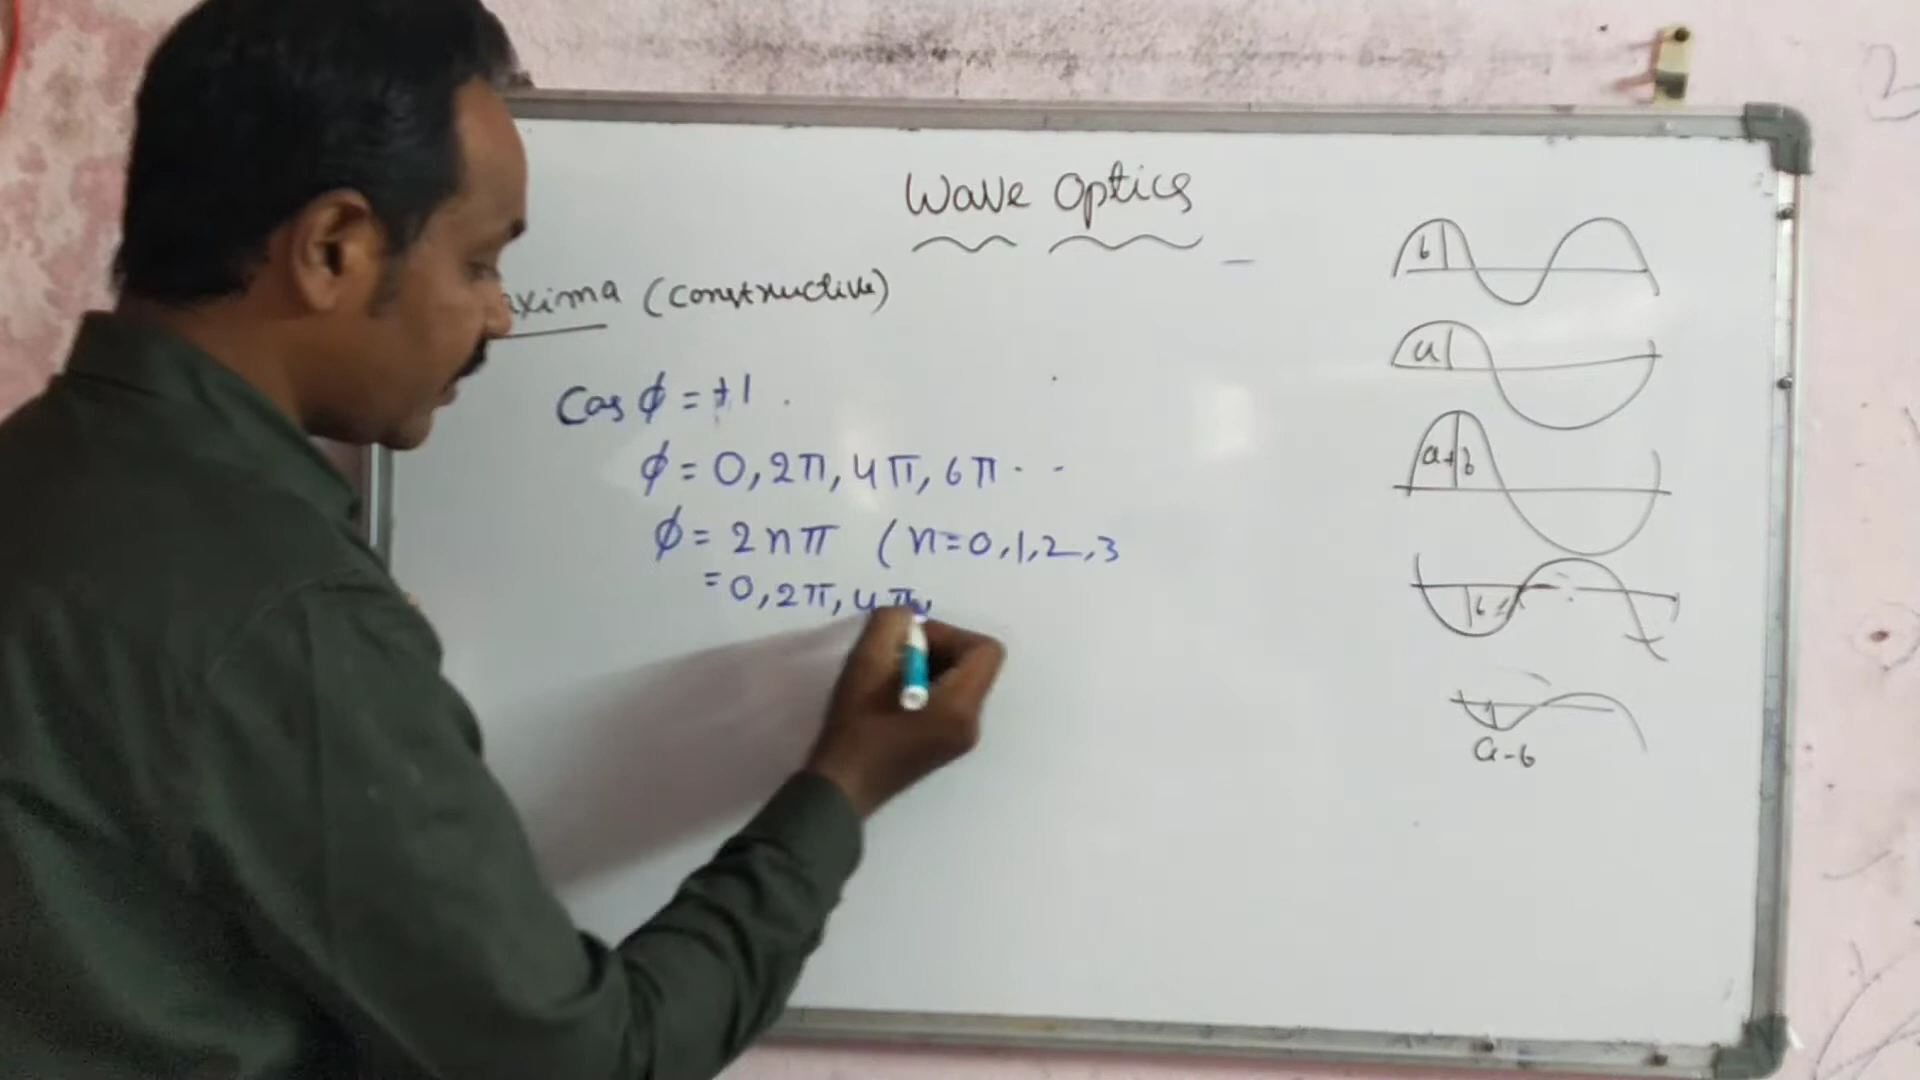 Wave Optics
axima (Constructive)
Cos ϕ = +1
ϕ = 0, 2π, 4π, 6π . . -
ϕ = 2nπ (n=0,1,2,3
= 0, 2π, 4π,
b
a
a+b
b
a-b